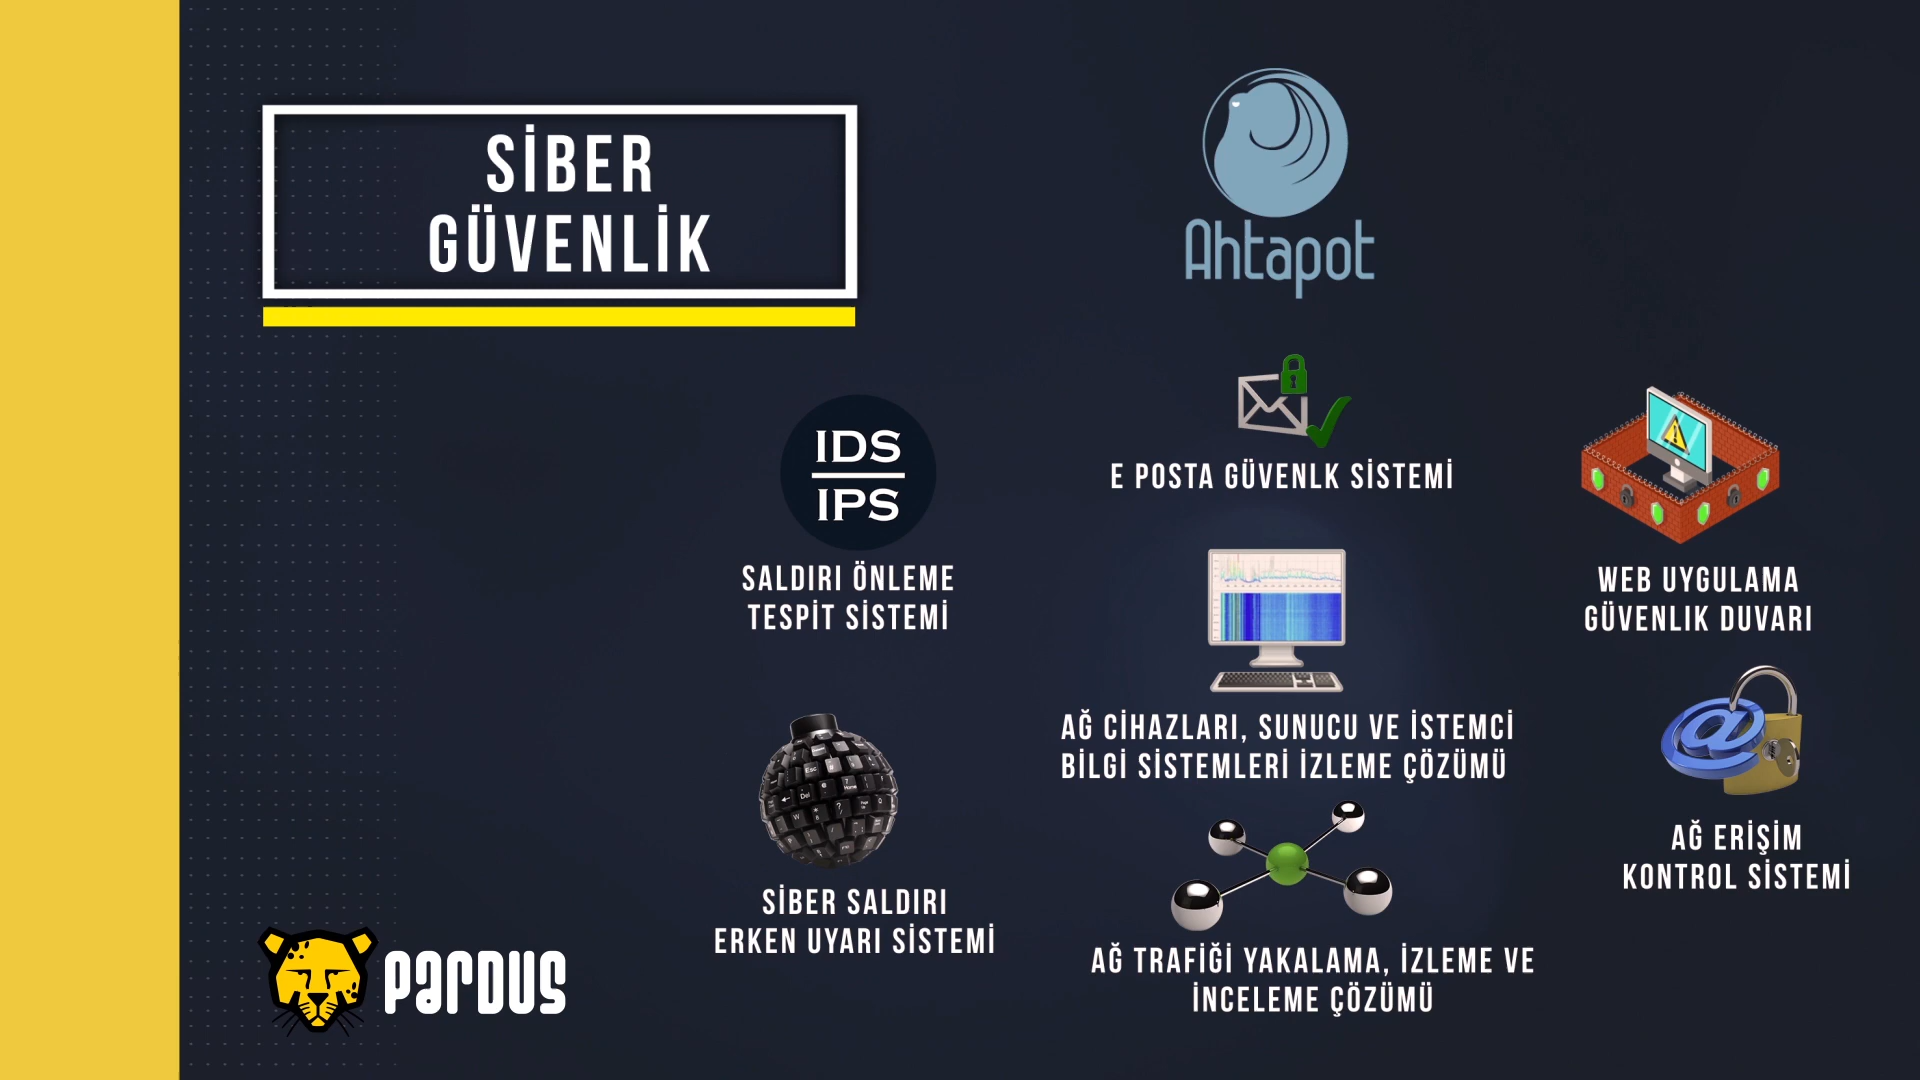 SİBER
GÜVENLİK
Ahtapot
IDS
IPS
SALDIRI ÖNLEME
TESPİT SİSTEMİ
E POSTA GÜVENLK SİSTEMİ
WEB UYGULAMA
GÜVENLIK DUVARI
AĞ CİHAZLARI, SUNUCU VE İSTEMCİ
BİLGİ SİSTEMLERİ İZLEME ÇÖZÜMÜ
SİBER SALDIRI
ERKEN UYARI SİSTEMİ
AĞ ERİŞİM
KONTROL SİSTEMİ
AĞ TRAFİĞİ YAKALAMA, İZLEME VE
İNCELEME ÇÖZÜMÜ
PARDUS